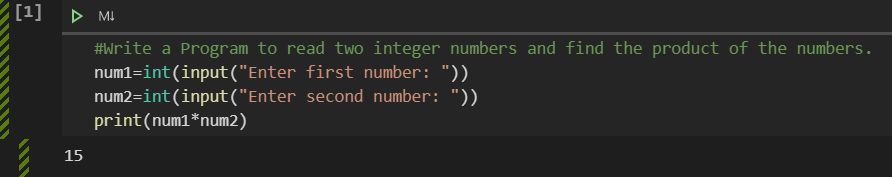 [1]
M↓
#Write a Program to read two integer numbers and find the product of the numbers.
num1=int(input("Enter first number: "))
num2=int(input("Enter second number: "))
print(num1*num2)
15